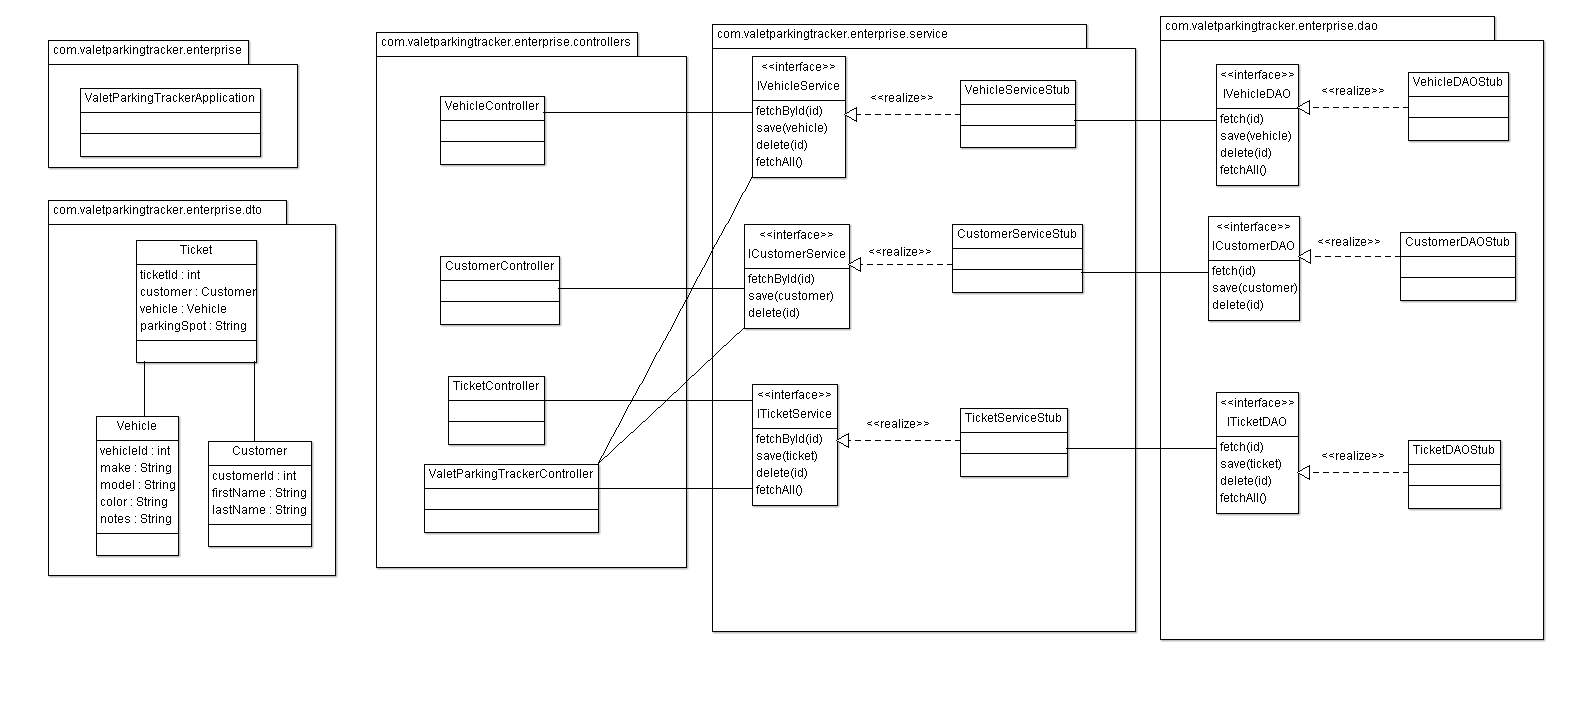 com.valetparkingtracker.enterprise
ValetParkingTrackerApplication
com.valetparkingtracker.enterprise.dto
Ticket
ticketId : int
customer : Customer
vehicle : Vehicle
parkingSpot : String
Vehicle
vehicleId : int
make : String
model : String
color : String
notes : String
Customer
customerId : int
firstName : String
lastName : String
com.valetparkingtracker.enterprise.controllers
VehicleController
CustomerController
TicketController
ValetParkingTrackerController
com.valetparkingtracker.enterprise.service
<<interface>>
IVehicleService
fetchById(id)
save(vehicle)
delete(id)
fetchAll()
<<realize>>
VehicleServiceStub
<<interface>>
ICustomerService
fetchById(id)
save(customer)
delete(id)
<<realize>>
CustomerServiceStub
<<interface>>
ITicketService
fetchById(id)
save(ticket)
delete(id)
fetchAll()
<<realize>>
TicketServiceStub
com.valetparkingtracker.enterprise.dao
<<interface>>
IVehicleDAO
fetch(id)
save(vehicle)
delete(id)
fetchAll()
<<realize>>
VehicleDAOStub
<<interface>>
ICustomerDAO
fetch(id)
save(customer)
delete(id)
<<realize>>
CustomerDAOStub
<<interface>>
ITicketDAO
fetch(id)
save(ticket)
delete(id)
fetchAll()
<<realize>>
TicketDAOStub